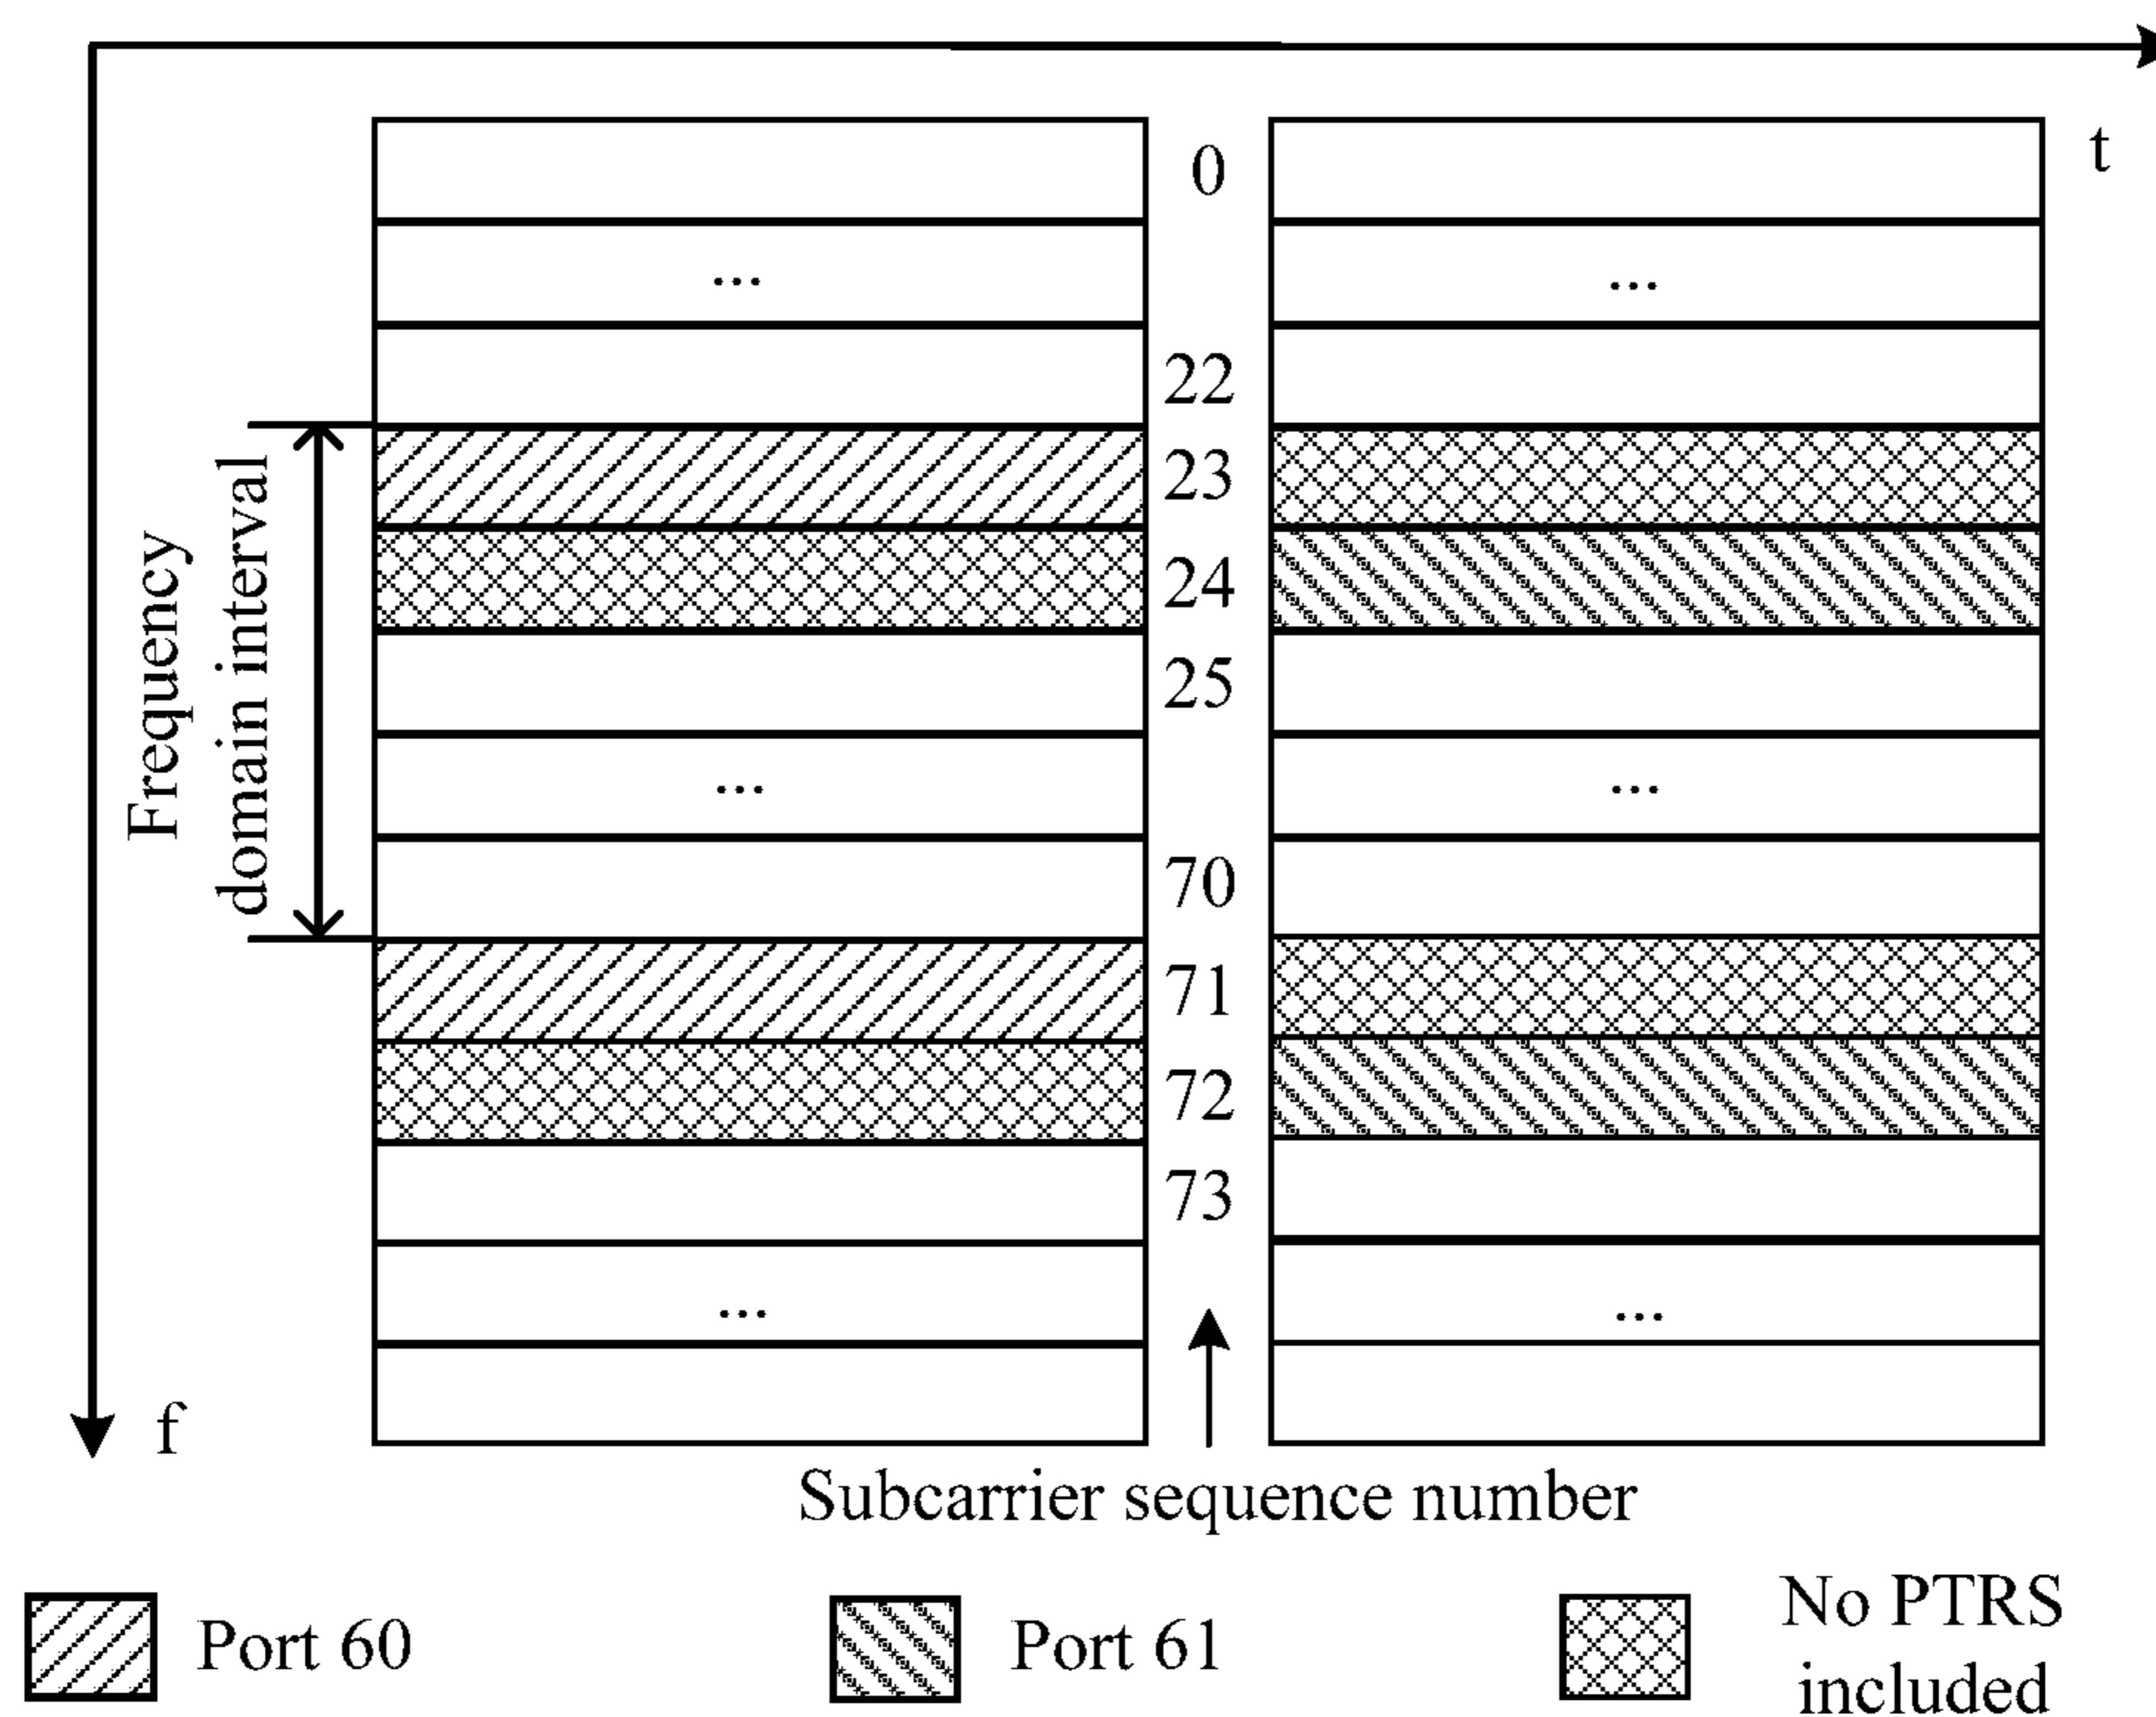 t
0
...
...
22
23
24
25
...
...
70
71
72
73
...
...
Frequency
domain interval
f
Subcarrier sequence number
Port 60
Port 61
No PTRS
included